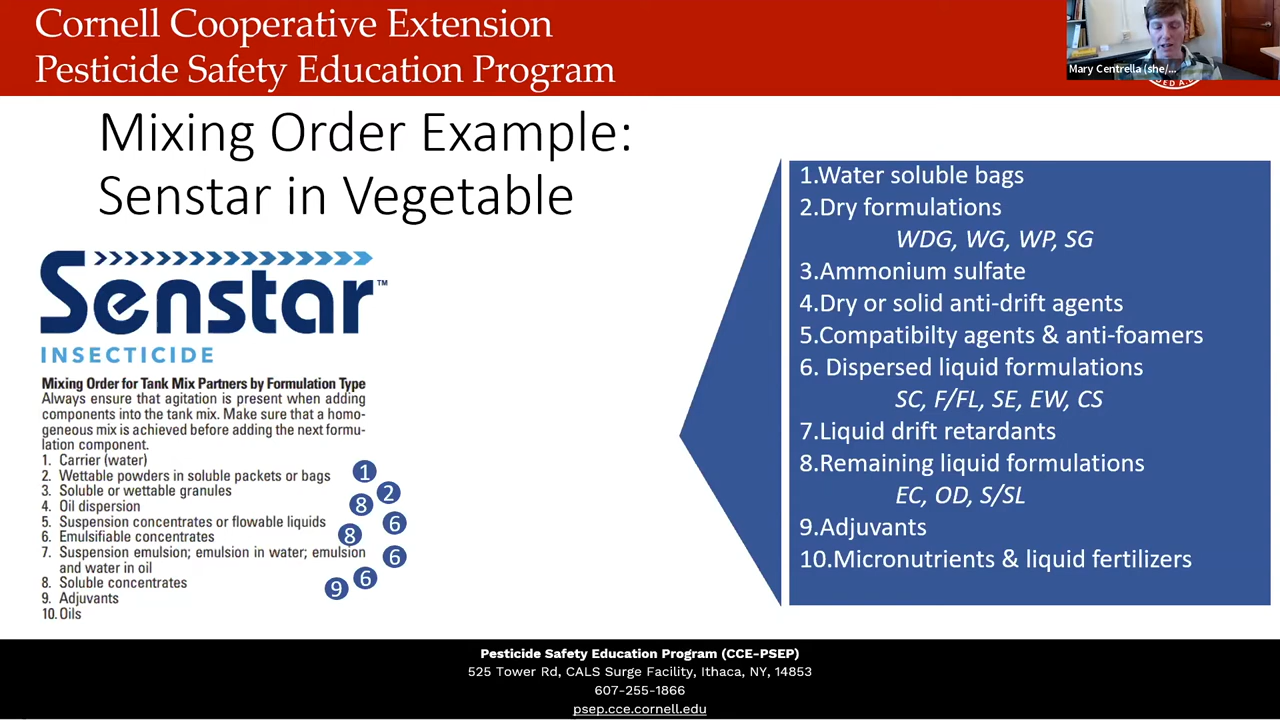 Cornell Cooperative Extension
Pesticide Safety Education Program
Mary Centrella (she/...
Mixing Order Example:
Senstar in Vegetable
Senstar™
INSECTICIDE
Mixing Order for Tank Mix Partners by Formulation Type
Always ensure that agitation is present when adding
components into the tank mix. Make sure that a homo-
geneous mix is achieved before adding the next formu-
lation component.
1. Carrier (water)
2. Wettable powders in soluble packets or bags 1
3. Soluble or wettable granules 2
4. Oil dispersion 8
5. Suspension concentrates or flowable liquids 6
6. Emulsifiable concentrates 8
7. Suspension emulsion; emulsion in water; emulsion
and water in oil 6
8. Soluble concentrates 6
9. Adjuvants 9
10. Oils
1.Water soluble bags
2.Dry formulations
WDG, WG, WP, SG
3.Ammonium sulfate
4.Dry or solid anti-drift agents
5.Compatibilty agents & anti-foamers
6. Dispersed liquid formulations
SC, F/FL, SE, EW, CS
7.Liquid drift retardants
8.Remaining liquid formulations
EC, OD, S/SL
9.Adjuvants
10.Micronutrients & liquid fertilizers
Pesticide Safety Education Program (CCE-PSEP)
525 Tower Rd, CALS Surge Facility, Ithaca, NY, 14853
607-255-1866
psep.cce.cornell.edu